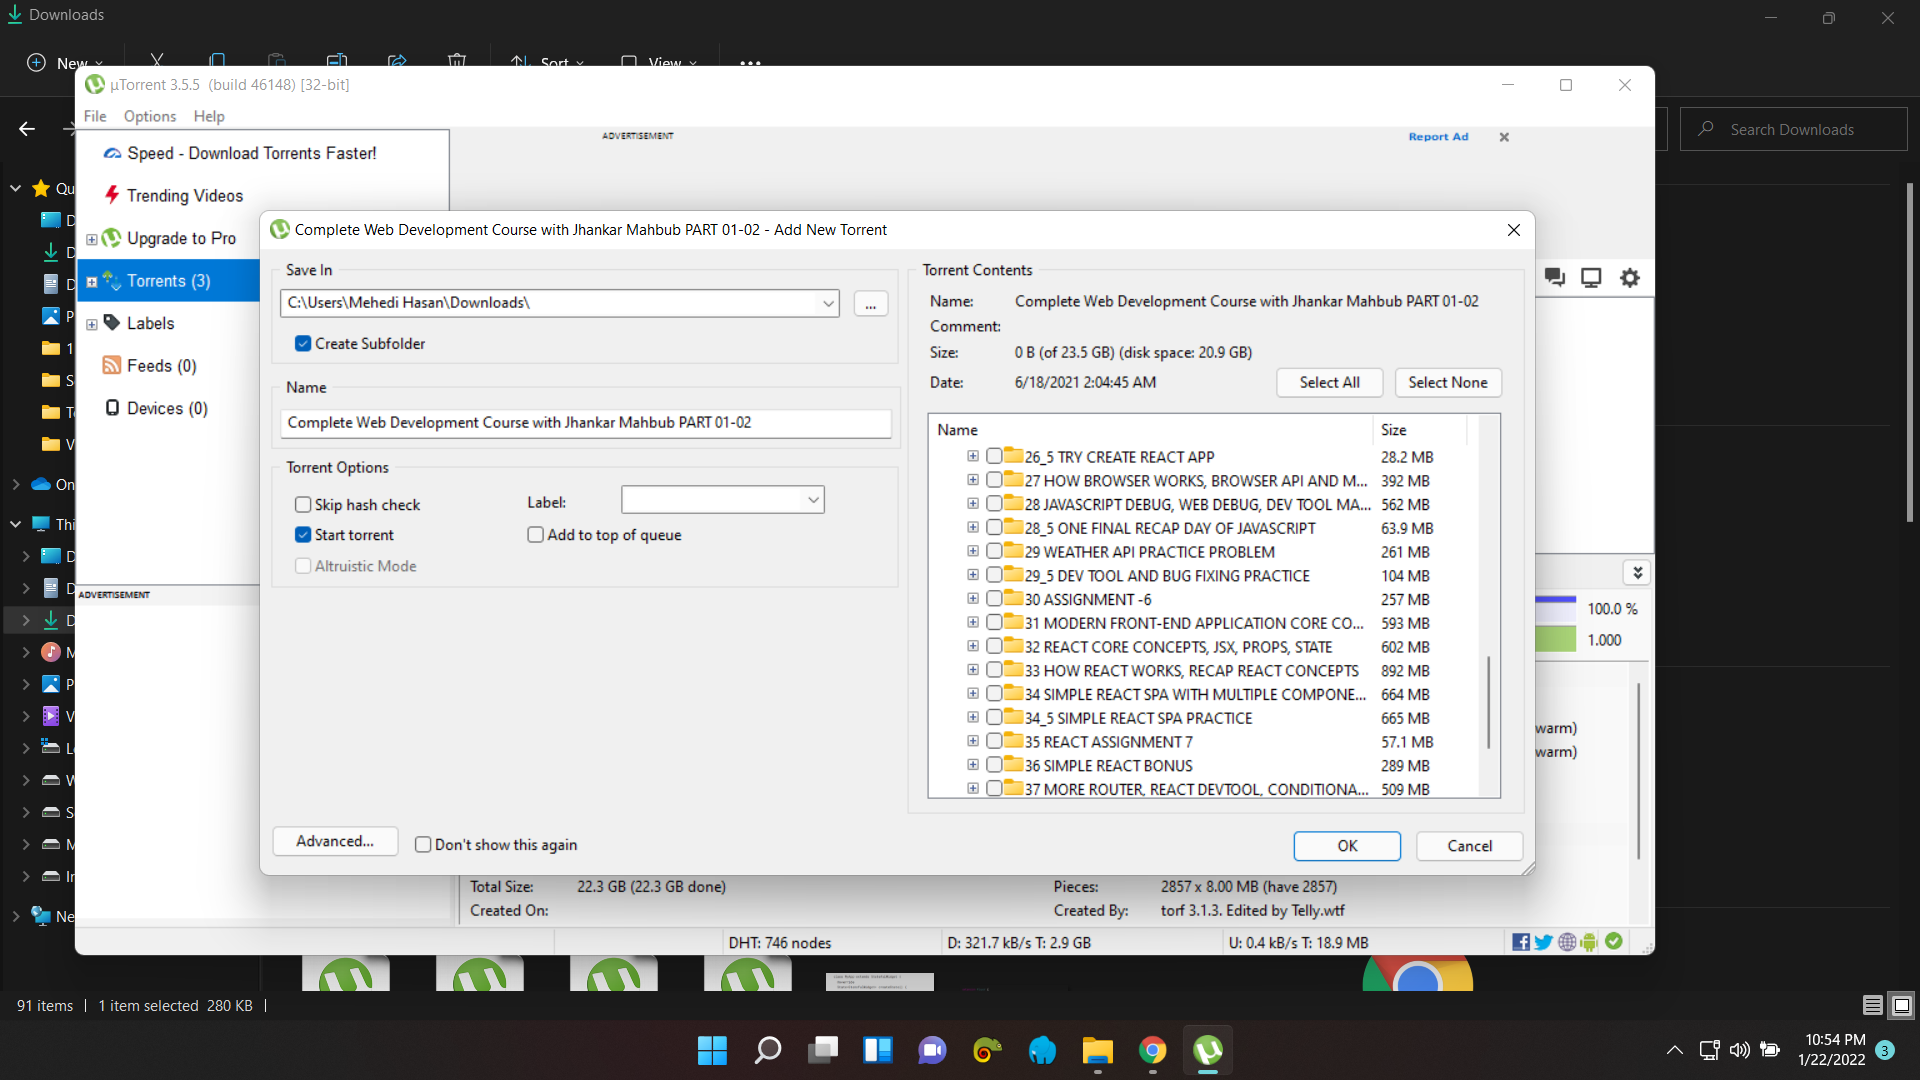 Downloads
New
Sort
View
Search Downloads
µTorrent 3.5.5 (build 46148) [32-bit]
File Options Help
ADVERTISEMENT
Report Ad
Speed - Download Torrents Faster!
Trending Videos
Upgrade to Pro
Torrents (3)
Labels
Feeds (0)
Devices (0)
ADVERTISEMENT
Complete Web Development Course with Jhankar Mahbub PART 01-02 - Add New Torrent
Save In
C:\Users\Mehedi Hasan\Downloads\
...
Create Subfolder
Name
Complete Web Development Course with Jhankar Mahbub PART 01-02
Torrent Options
Skip hash check
Label:
Start torrent
Add to top of queue
Altruistic Mode
Advanced...
Don't show this again
Torrent Contents
Name: Complete Web Development Course with Jhankar Mahbub PART 01-02
Comment:
Size: 0 B (of 23.5 GB) (disk space: 20.9 GB)
Date: 6/18/2021 2:04:45 AM
Select All
Select None
Name Size
26_5 TRY CREATE REACT APP 28.2 MB
27 HOW BROWSER WORKS, BROWSER API AND M... 392 MB
28 JAVASCRIPT DEBUG, WEB DEBUG, DEV TOOL MA... 562 MB
28_5 ONE FINAL RECAP DAY OF JAVASCRIPT 63.9 MB
29 WEATHER API PRACTICE PROBLEM 261 MB
29_5 DEV TOOL AND BUG FIXING PRACTICE 104 MB
30 ASSIGNMENT -6 257 MB
31 MODERN FRONT-END APPLICATION CORE CO... 593 MB
32 REACT CORE CONCEPTS, JSX, PROPS, STATE 602 MB
33 HOW REACT WORKS, RECAP REACT CONCEPTS 892 MB
34 SIMPLE REACT SPA WITH MULTIPLE COMPONE... 664 MB
34_5 SIMPLE REACT SPA PRACTICE 665 MB
35 REACT ASSIGNMENT 7 57.1 MB
36 SIMPLE REACT BONUS 289 MB
37 MORE ROUTER, REACT DEVTOOL, CONDITIONA... 509 MB
OK
Cancel
100.0 %
1.000
warm)
warm)
Total Size: 22.3 GB (22.3 GB done)
Pieces: 2857 x 8.00 MB (have 2857)
Created On:
Created By: torf 3.1.3. Edited by Telly.wtf
DHT: 746 nodes
D: 321.7 kB/s T: 2.9 GB
U: 0.4 kB/s T: 18.9 MB
91 items
1 item selected 280 KB
10:54 PM
1/22/2022
3